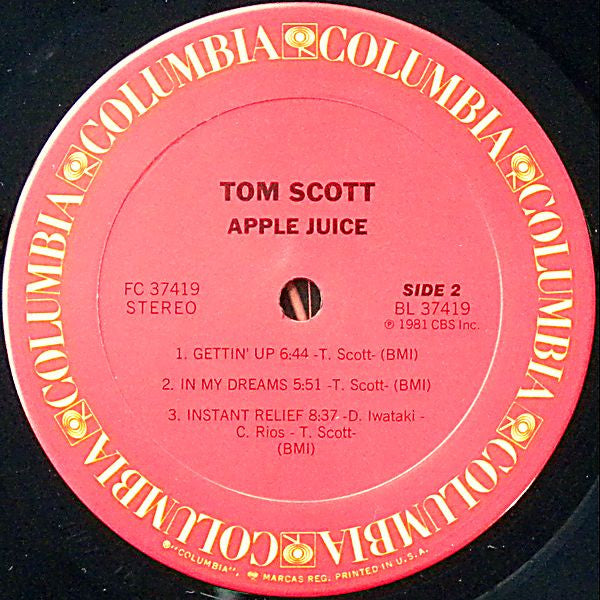 COLUMBIA COLUMBIA COLUMBIA COLUMBIA COLUMBIA COLUMBIA
TOM SCOTT
APPLE JUICE
FC 37419
STEREO
SIDE 2
BL 37419
℗ 1981 CBS Inc.
1. GETTIN' UP 6:44 -T. Scott- (BMI)
2. IN MY DREAMS 5:51 -T. Scott- (BMI)
3. INSTANT RELIEF 8:37 -D. Iwataki -
C. Rios - T. Scott-
(BMI)
®"COLUMBIA", MARCAS REG. PRINTED IN U.S.A.